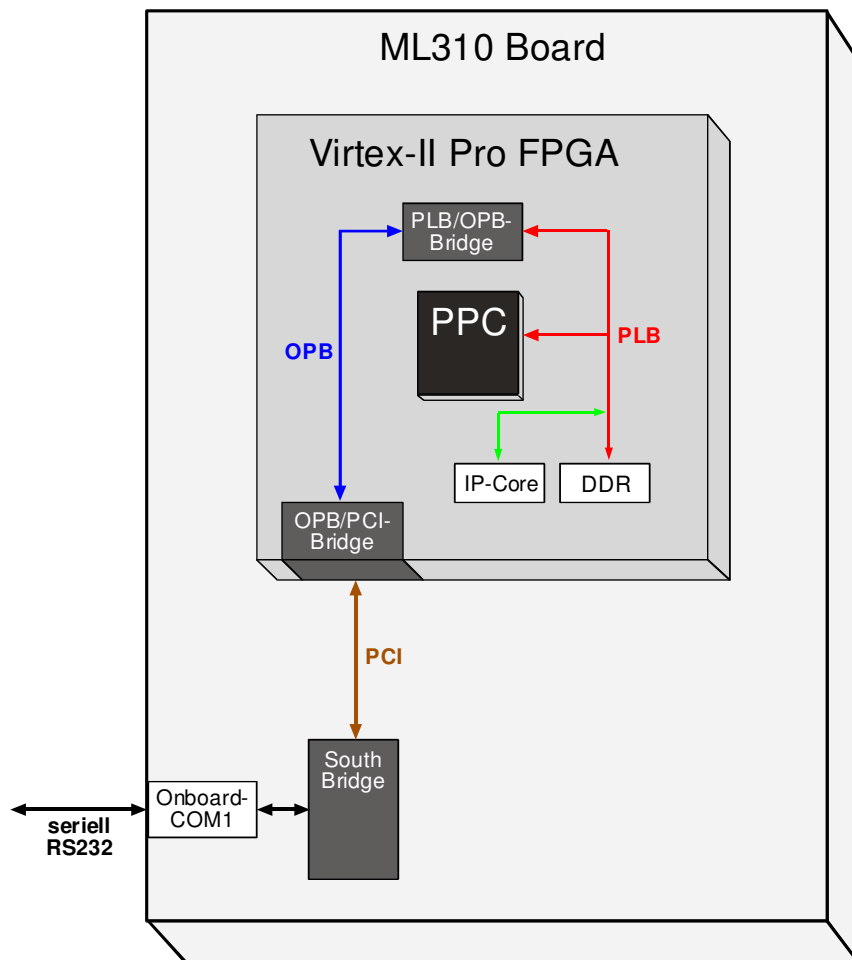 ML310 Board
Virtex-II Pro FPGA
PLB/OPB-
Bridge
PPC
OPB
PLB
IP-Core
DDR
OPB/PCI-
Bridge
PCI
South
Bridge
Onboard-
COM1
seriell
RS232